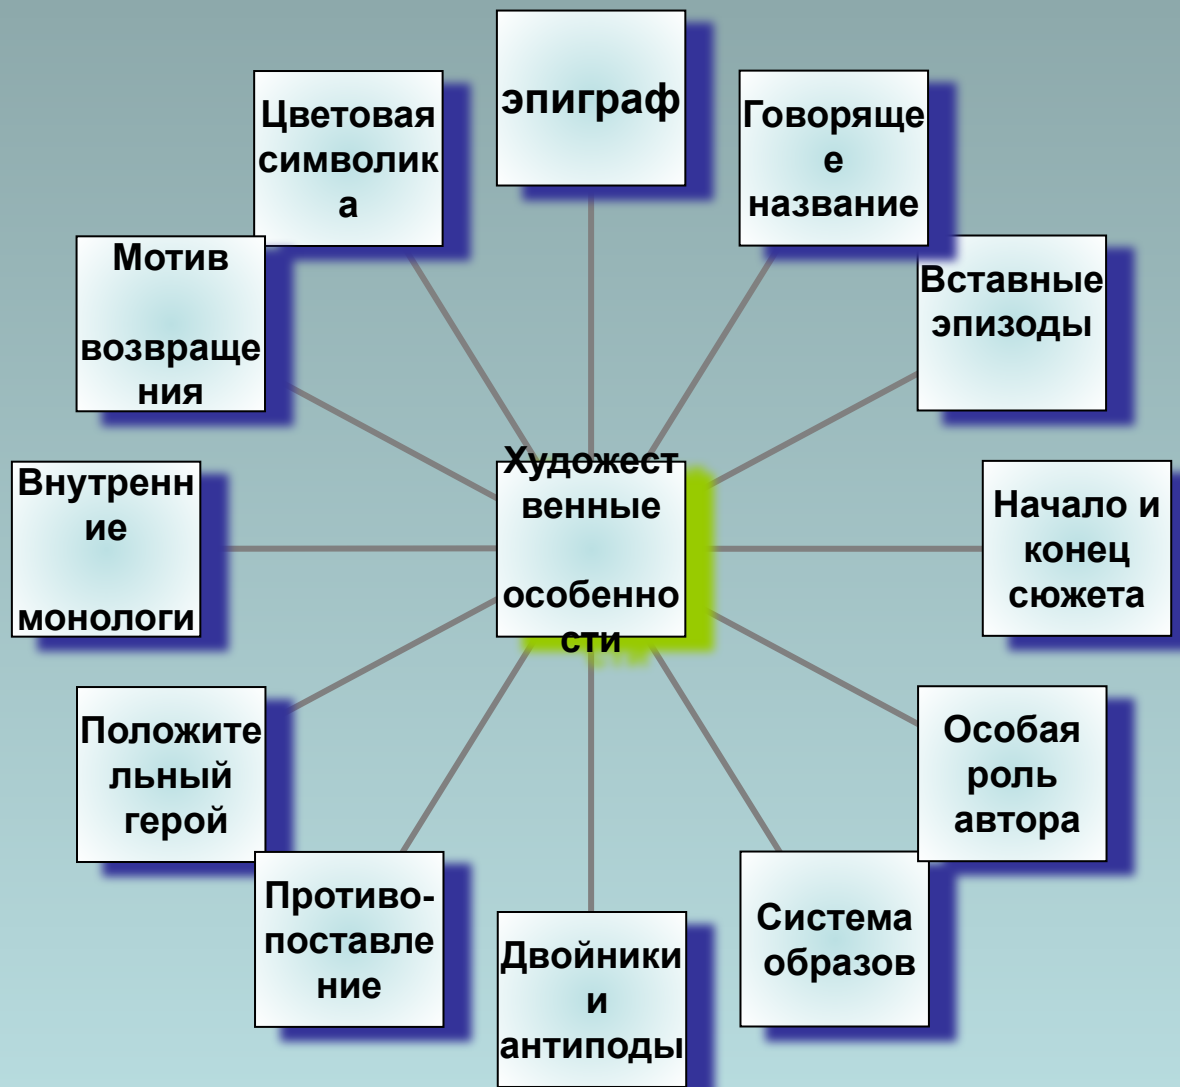 эпиграф
Говоряще
е
название
Вставные
эпизоды
Начало и
конец
сюжета
Особая
роль
автора
Система
образов
Двойники
и
антиподы
Противо-
поставле
ние
Положите
льный
герой
Внутренн
ие
монологи
Мотив
возвраще
ния
Цветовая
символик
а
Художест
венные
особенно
сти